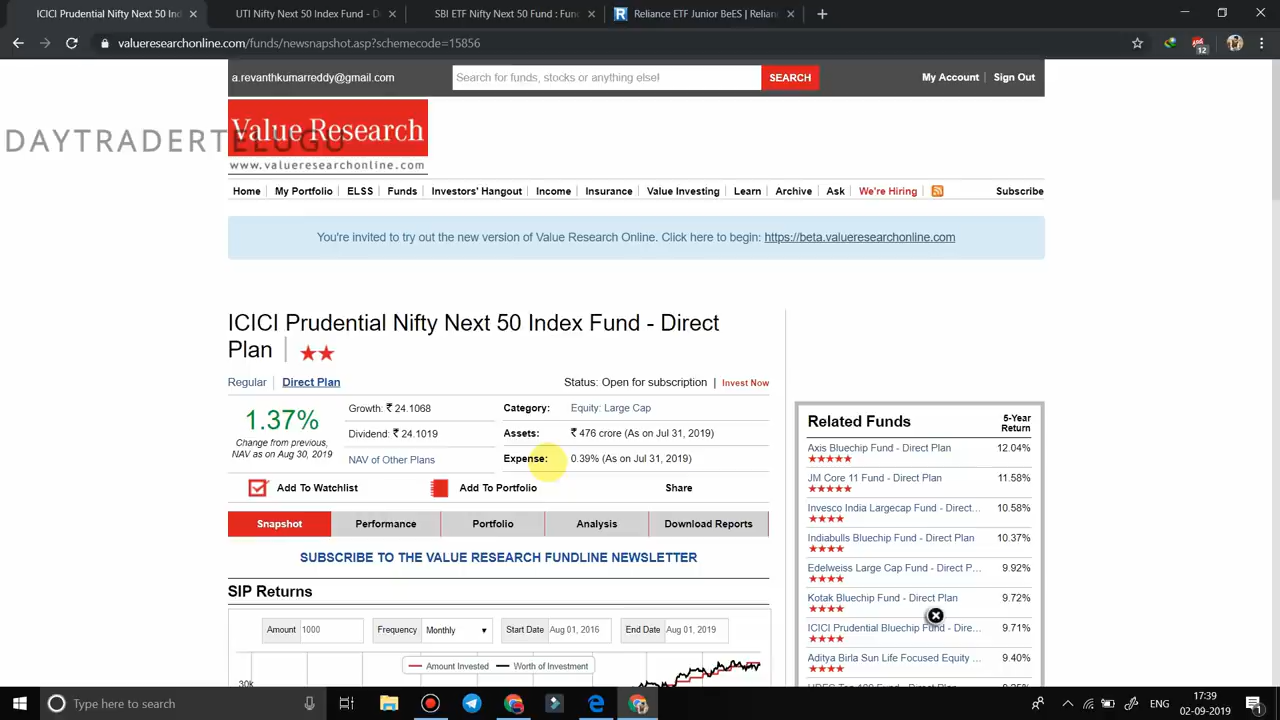 ICICI Prudential Nifty Next 50 Ind
UTI Nifty Next 50 Fund - D
SBI ETF Nifty Next 50 Fund : Fun
Reliance ETF Junior BeES | Relian
valueresearchonline.com/funds/newsnapshot.asp?schemecode=15856
12
a.revanthkumarreddy@gmail.com
Search for funds, stocks or anything else!
SEARCH
My Account
Sign Out
DAYTRADERTELUGU
Value Research
www.valueresearchonline.com
Home My Portfolio ELSS Funds Investors' Hangout Income Insurance Value Investing Learn Archive Ask We're Hiring Subscribe
You're invited to try out the new version of Value Research Online. Click here to begin: https://beta.valueresearchonline.com
ICICI Prudential Nifty Next 50 Index Fund - Direct
Plan
Regular Direct Plan
Status: Open for subscription | Invest Now
1.37%
Change from previous,
NAV as on Aug 30, 2019
Growth: ₹ 24.1068
Dividend: ₹ 24.1019
NAV of Other Plans
Category: Equity: Large Cap
Assets: ₹ 476 crore (As on Jul 31, 2019)
Expense: 0.39% (As on Jul 31, 2019)
Add To Watchlist
Add To Portfolio
Share
Snapshot Performance Portfolio Analysis Download Reports
SUBSCRIBE TO THE VALUE RESEARCH FUNDLINE NEWSLETTER
SIP Returns
Amount 1000
Frequency Monthly
Start Date Aug 01, 2016
End Date Aug 01, 2019
Amount Invested Worth of Investment
30k
Related Funds
5-Year
Return
Axis Bluechip Fund - Direct Plan 12.04%
JM Core 11 Fund - Direct Plan 11.58%
Invesco India Largecap Fund - Direct... 10.58%
Indiabulls Bluechip Fund - Direct Plan 10.37%
Edelweiss Large Cap Fund - Direct P... 9.92%
Kotak Bluechip Fund - Direct Plan 9.72%
ICICI Prudential Bluechip Fund - Dire... 9.71%
Aditya Birla Sun Life Focused Equity ... 9.40%
Type here to search
ENG
17:39
02-09-2019
1